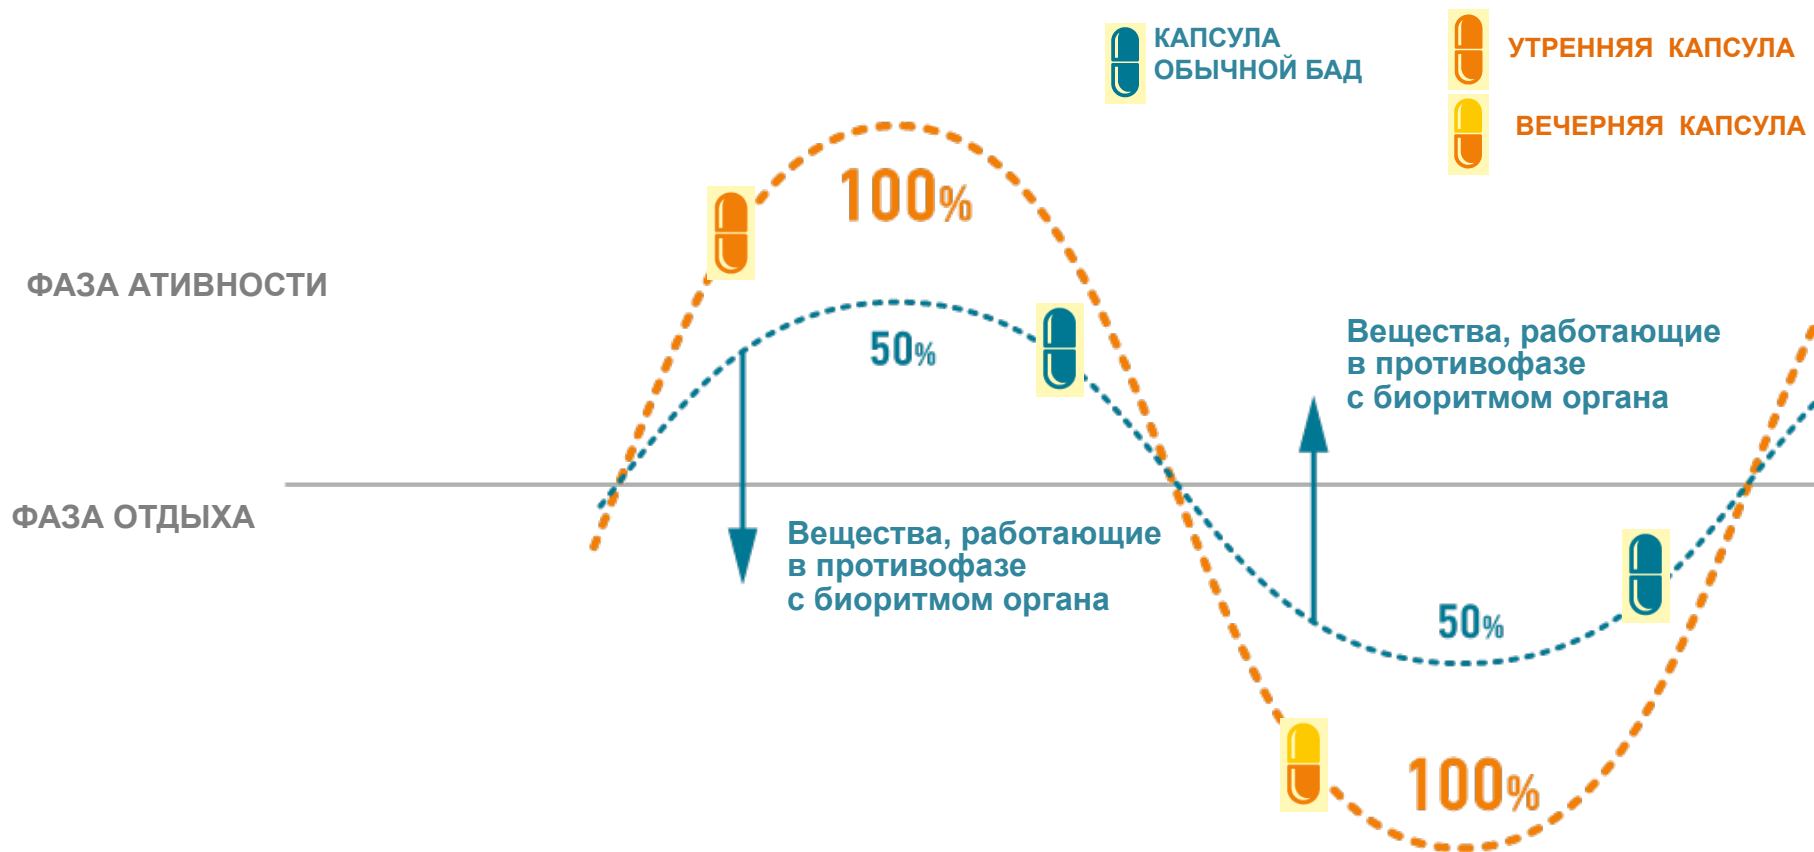 КАПСУЛА
ОБЫЧНОЙ БАД
УТРЕННЯЯ КАПСУЛА
ВЕЧЕРНЯЯ КАПСУЛА
100%
ФАЗА АТИВНОСТИ
50%
Вещества, работающие
в противофазе
с биоритмом органа
ФАЗА ОТДЫХА
Вещества, работающие
в противофазе
с биоритмом органа
50%
100%